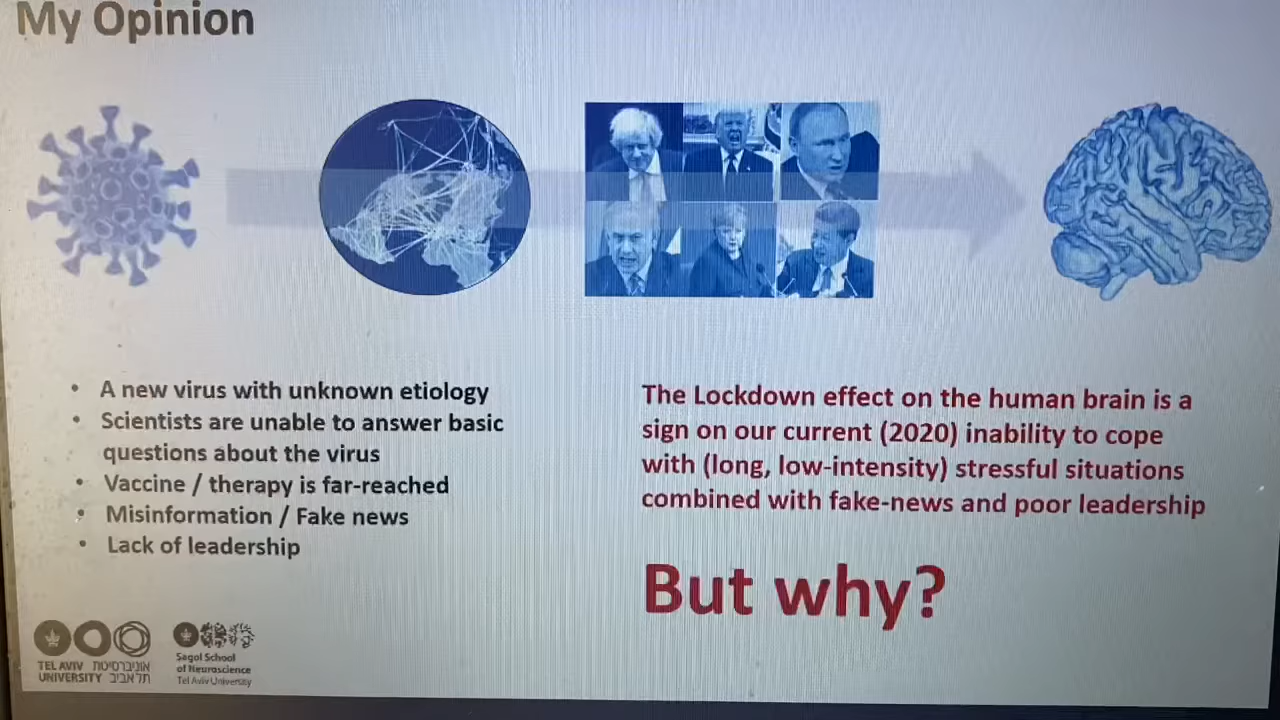 My Opinion
• A new virus with unknown etiology
• Scientists are unable to answer basic
questions about the virus
• Vaccine / therapy is far-reached
• Misinformation / Fake news
• Lack of leadership
The Lockdown effect on the human brain is a
sign on our current (2020) inability to cope
with (long, low-intensity) stressful situations
combined with fake-news and poor leadership
But why?
TEL AVIV אוניברסיטת
UNIVERSITY תל אביב
Sagol School
of Neuroscience
Tel Aviv University